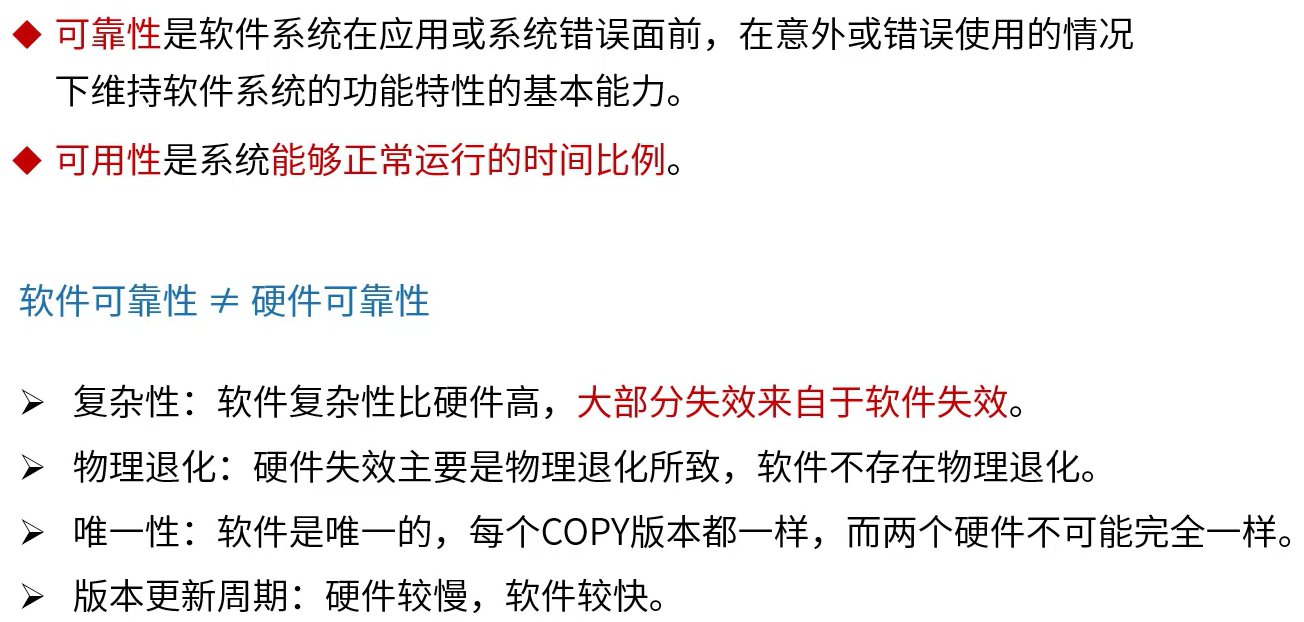 ◆ 可靠性是软件系统在应用或系统错误面前，在意外或错误使用的情况
下维持软件系统的功能特性的基本能力。
◆ 可用性是系统能够正常运行的时间比例。
软件可靠性 ≠ 硬件可靠性
➢ 复杂性：软件复杂性比硬件高，大部分失效来自于软件失效。
➢ 物理退化：硬件失效主要是物理退化所致，软件不存在物理退化。
➢ 唯一性：软件是唯一的，每个COPY版本都一样，而两个硬件不可能完全一样。
➢ 版本更新周期：硬件较慢，软件较快。